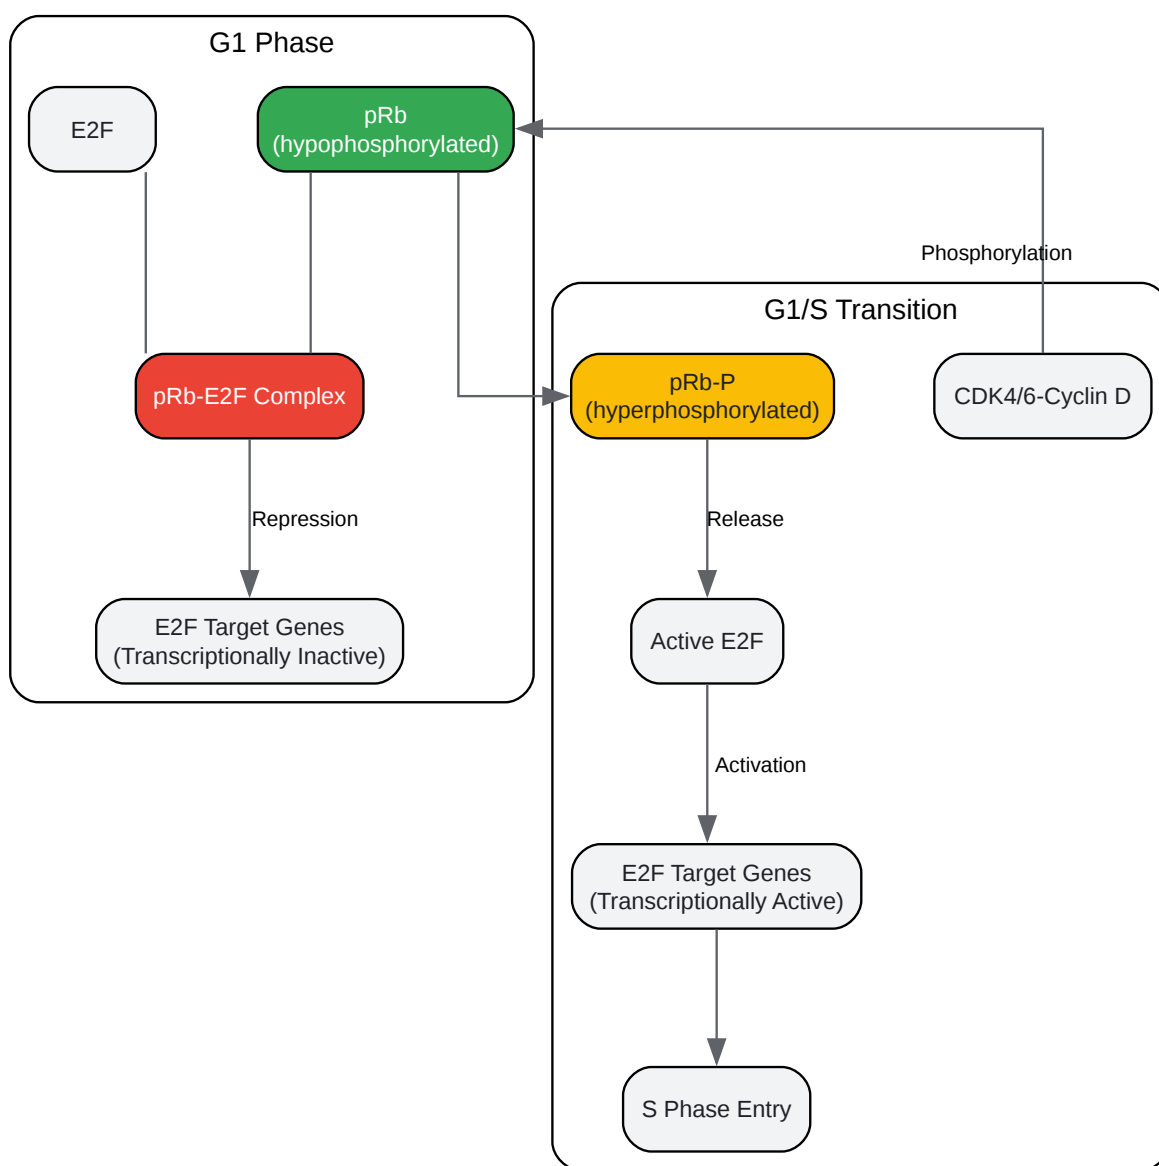 G1 Phase
E2F
pRb
(hypophosphorylated)
Phosphorylation
G1/S Transition
pRb-E2F Complex
pRb-P
(hyperphosphorylated)
CDK4/6-Cyclin D
Repression
Release
E2F Target Genes
(Transcriptionally Inactive)
Active E2F
Activation
E2F Target Genes
(Transcriptionally Active)
S Phase Entry